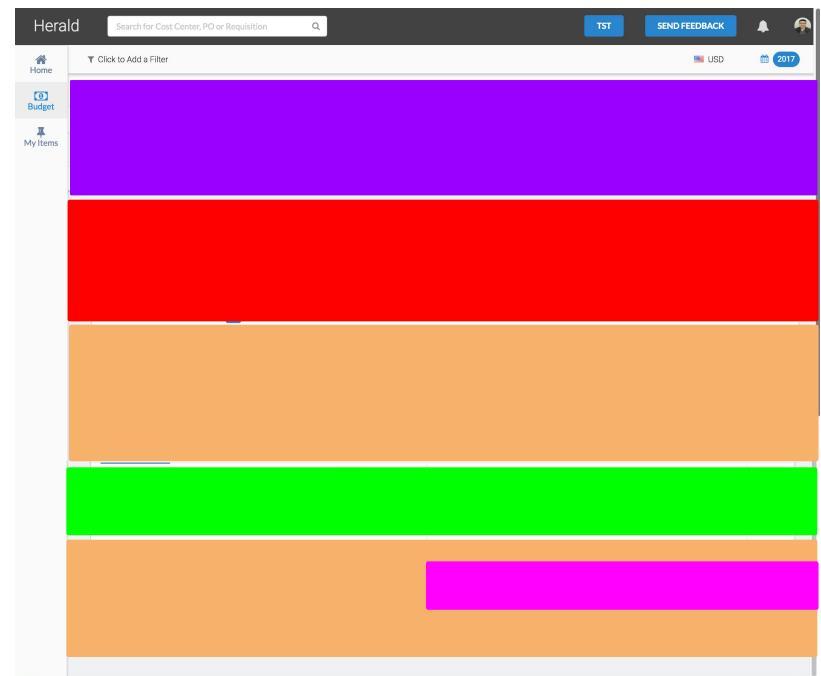 Herald
Search for Cost Center, PO or Requisition
TST
SEND FEEDBACK
Home
Click to Add a Filter
USD
2017
Budget
My Items